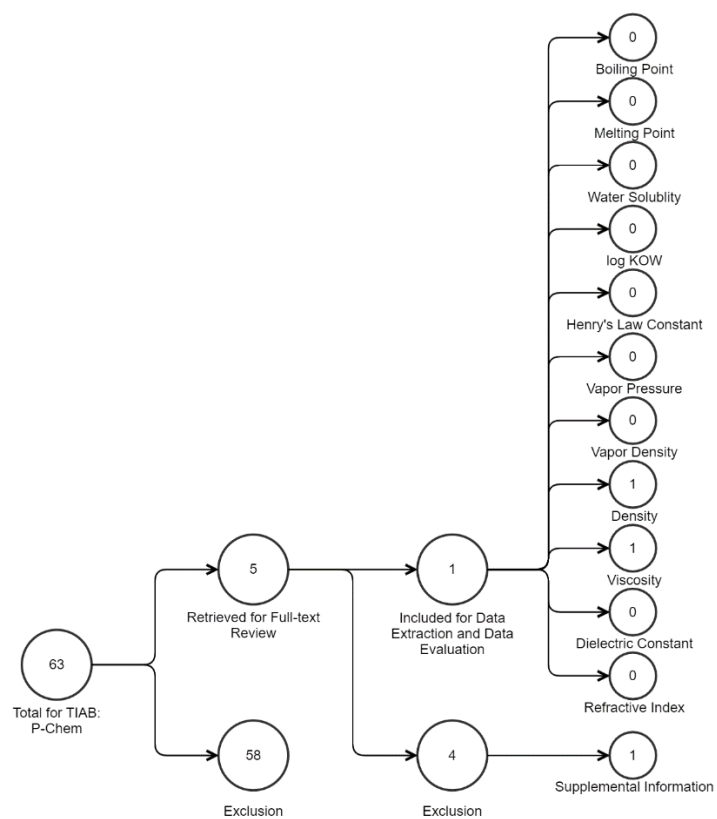 0
Boiling Point
0
Melting Point
0
Water Solublity
0
log KOW
0
Henry's Law Constant
0
Vapor Pressure
0
Vapor Density
1
Density
1
Viscosity
0
Dielectric Constant
0
Refractive Index
5
Retrieved for Full-text
Review
1
Included for Data
Extraction and Data
Evaluation
63
Total for TIAB:
P-Chem
58
Exclusion
4
Exclusion
1
Supplemental Information